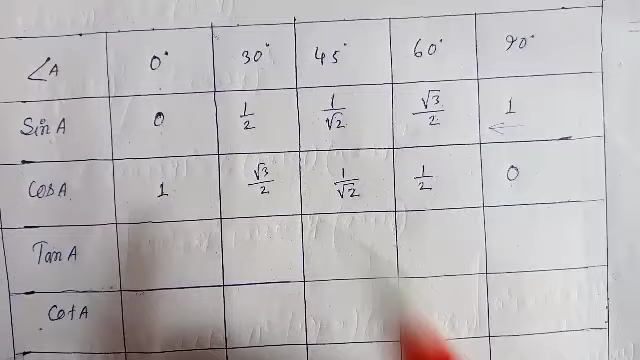 ∠A 0° 30° 45° 60° 90°
Sin A 0 1/2 1/√2 √3/2 1
Cos A 1 √3/2 1/√2 1/2 0
Tan A
Cot A